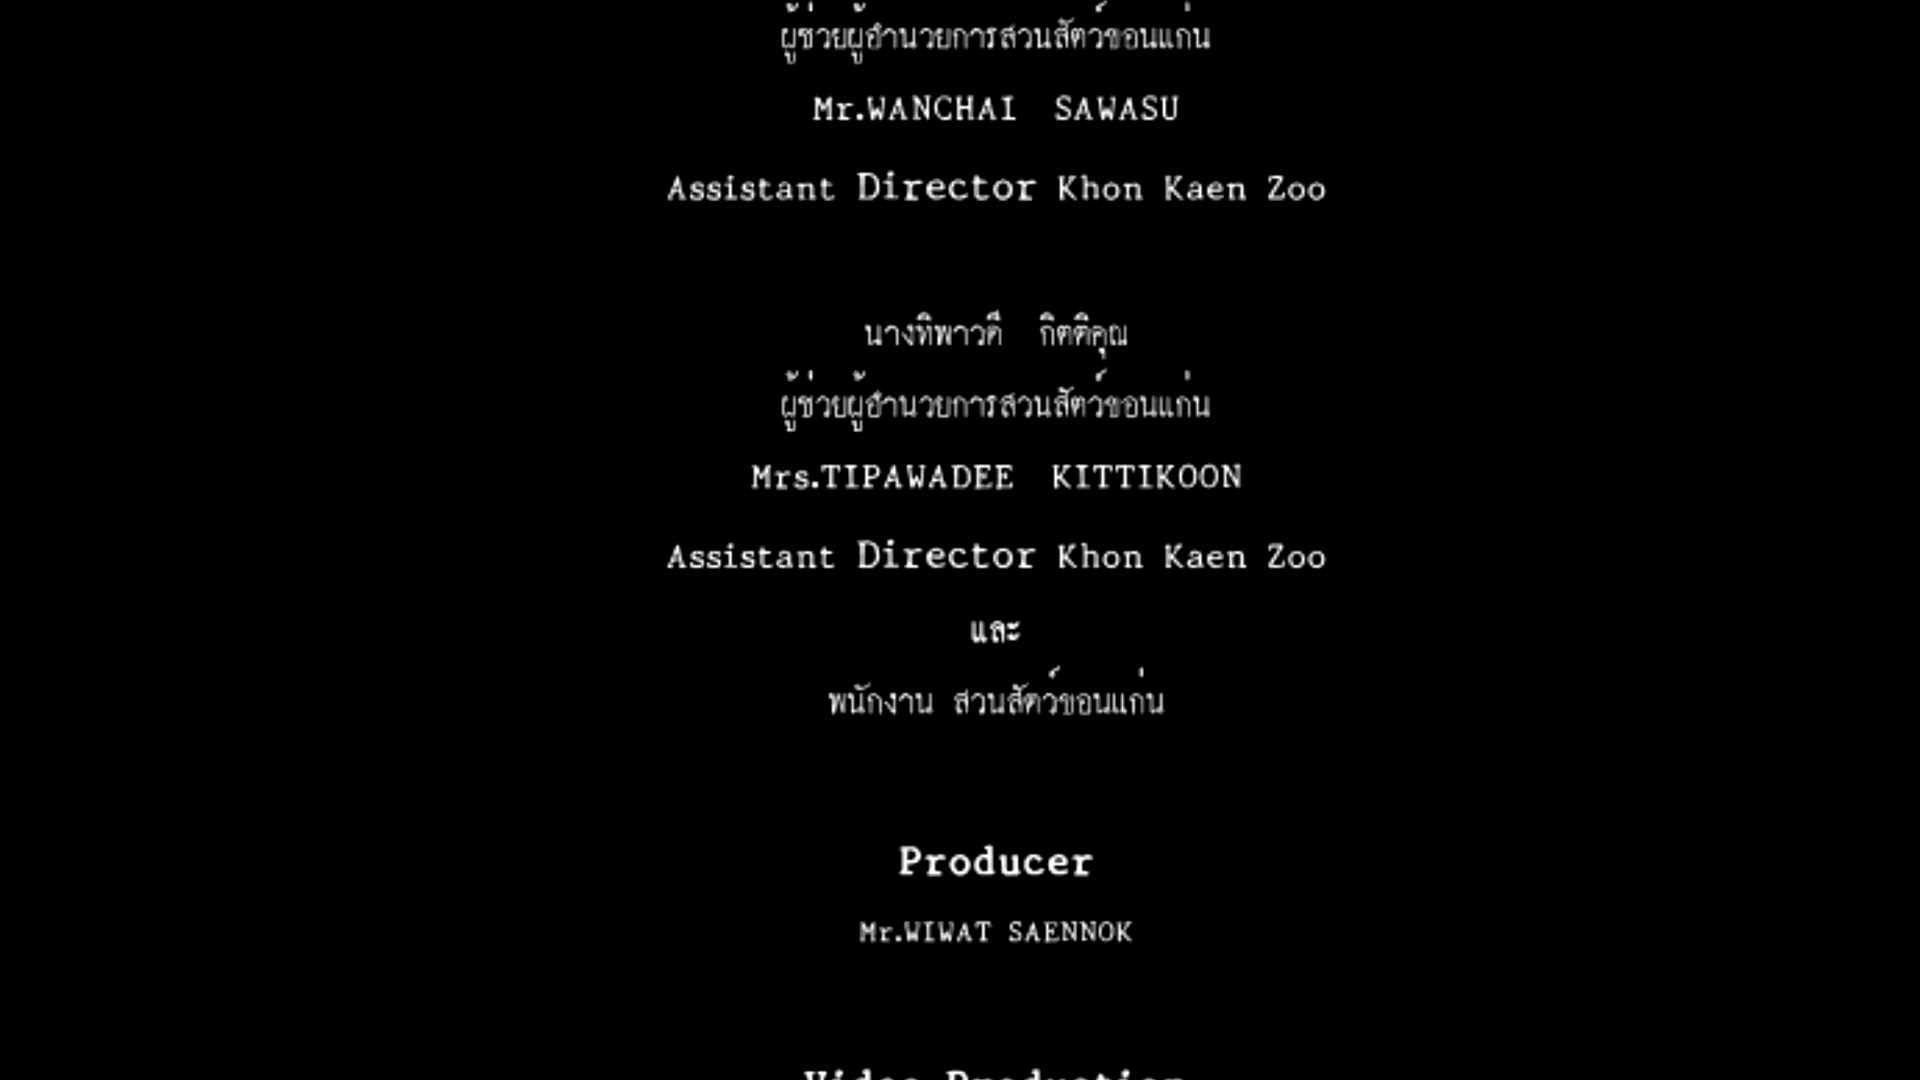 ผู้ช่วยผู้อำนวยการสวนสัตว์ขอนแก่น
Mr.WANCHAI SAWASU
Assistant Director Khon Kaen Zoo
นางทิพาวดี กิตติคุณ
ผู้ช่วยผู้อำนวยการสวนสัตว์ขอนแก่น
Mrs.TIPAWADEE KITTIKOON
Assistant Director Khon Kaen Zoo
และ
พนักงาน สวนสัตว์ขอนแก่น
Producer
Mr.WIWAT SAENNOK
Video Production